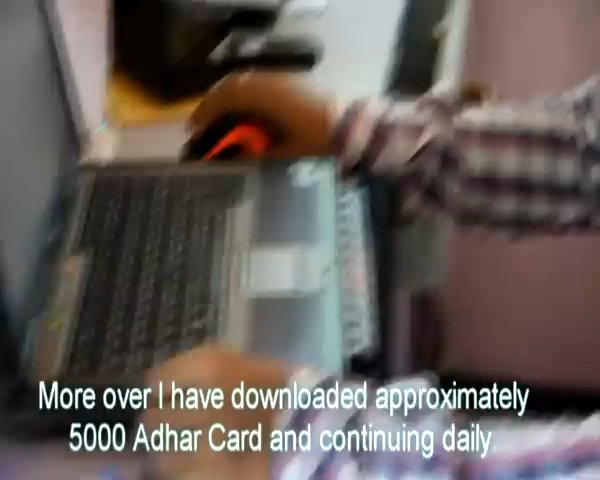 More over I have downloaded approximately
5000 Adhar Card and continuing daily.